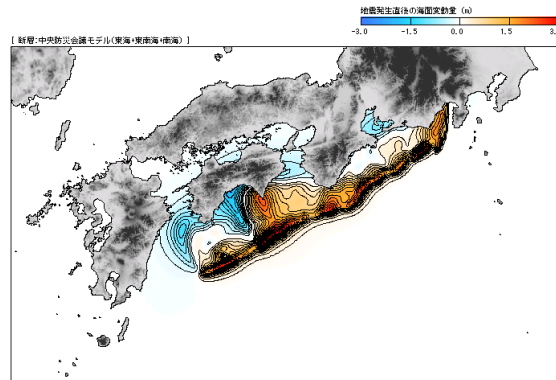 地震発生直後の海面変動量 (m)
-3.0 -1.5 0.0 1.5 3.
[ 断層:中央防災会議モデル(東海+東南海+南海) ]